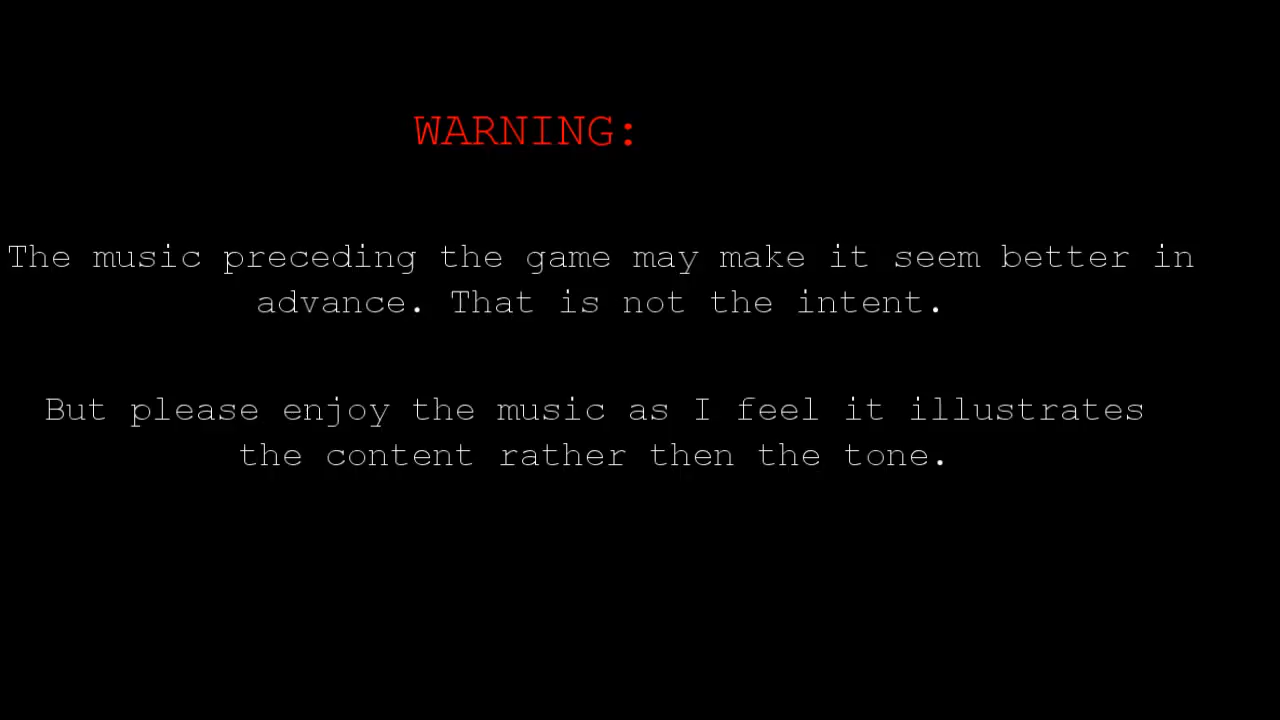 WARNING:
The music preceding the game may make it seem better in
advance. That is not the intent.
But please enjoy the music as I feel it illustrates
the content rather then the tone.